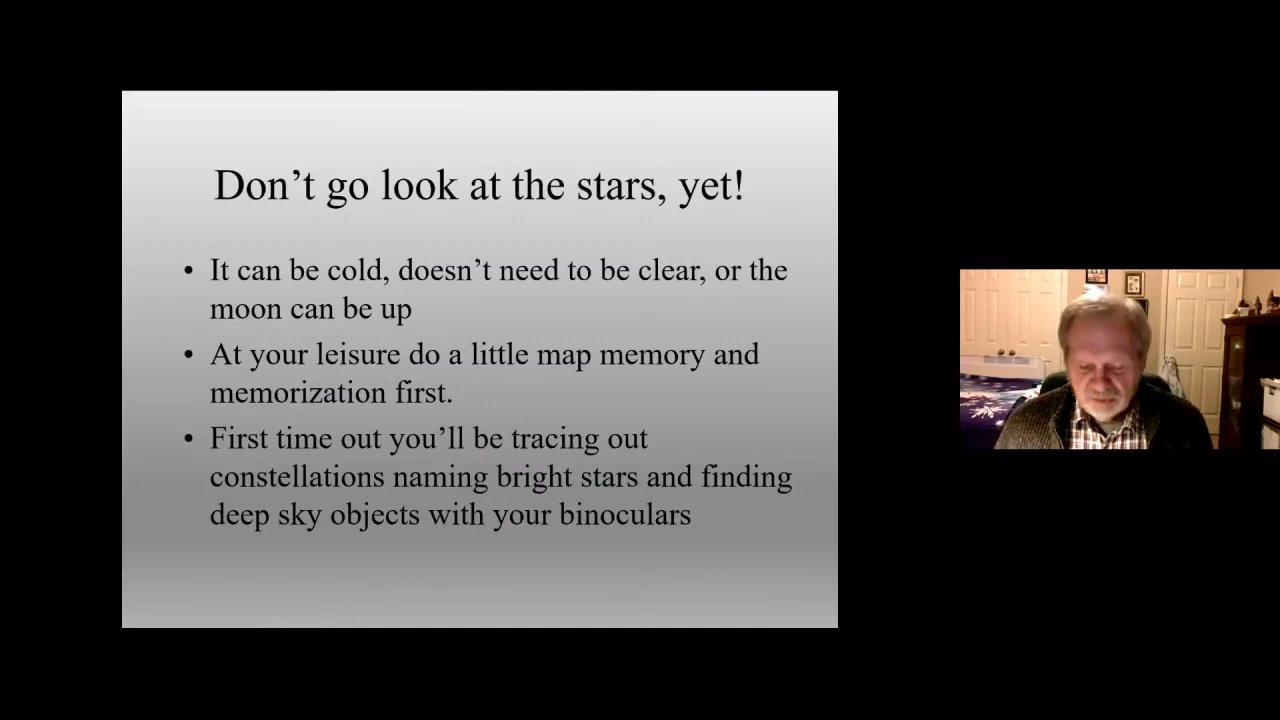 Don’t go look at the stars, yet!
• It can be cold, doesn’t need to be clear, or the
moon can be up
• At your leisure do a little map memory and
memorization first.
• First time out you’ll be tracing out
constellations naming bright stars and finding
deep sky objects with your binoculars